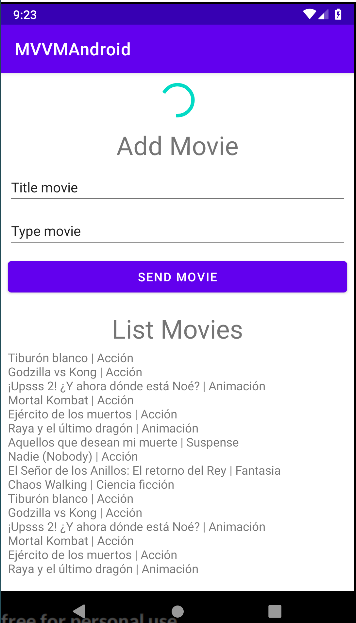 9:23
MVVMAndroid
Add Movie
Title movie
Type movie
SEND MOVIE
List Movies
Tiburón blanco | Acción
Godzilla vs Kong | Acción
¡Upsss 2! ¿Y ahora dónde está Noé? | Animación
Mortal Kombat | Acción
Ejército de los muertos | Acción
Raya y el último dragón | Animación
Aquellos que desean mi muerte | Suspense
Nadie (Nobody) | Acción
El Señor de los Anillos: El retorno del Rey | Fantasia
Chaos Walking | Ciencia ficción
Tiburón blanco | Acción
Godzilla vs Kong | Acción
¡Upsss 2! ¿Y ahora dónde está Noé? | Animación
Mortal Kombat | Acción
Ejército de los muertos | Acción
Raya y el último dragón | Animación
free for personal use